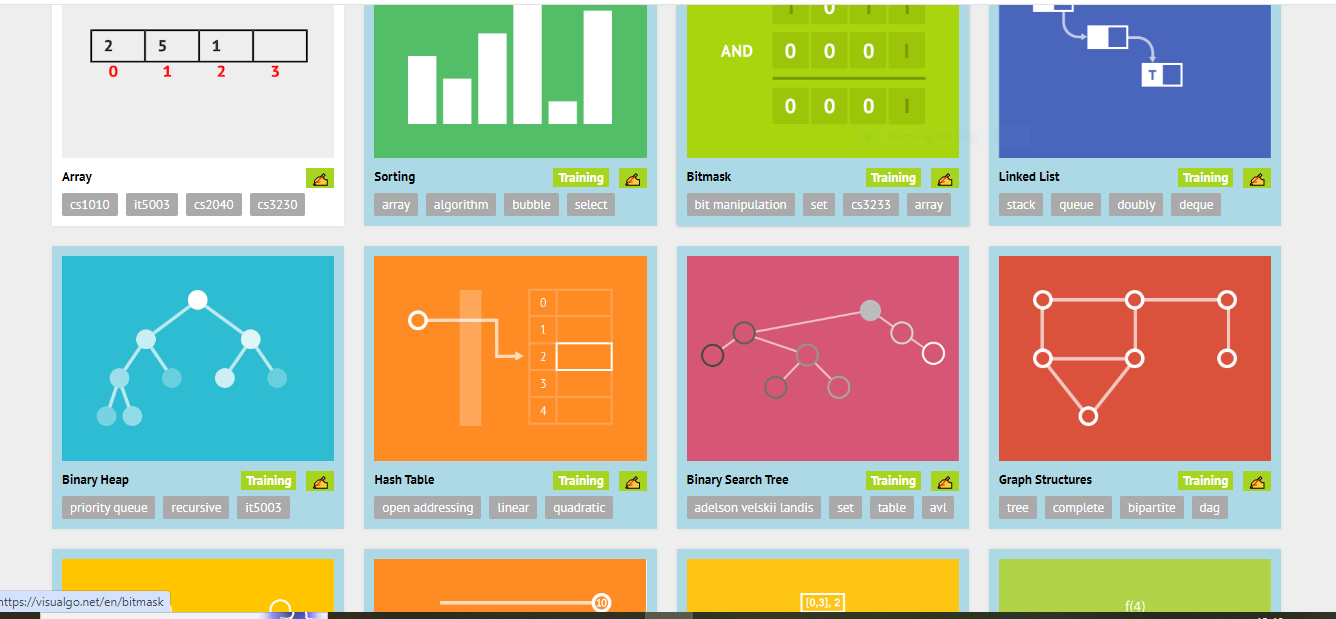 2 5 1
0 1 2 3
0
AND 0 0 0 1
0 0 0 1
T
Array
cs1010 it5003 cs2040 cs3230
Sorting Training
array algorithm bubble select
Bitmask Training
bit manipulation set cs3233 array
Linked List Training
stack queue doubly deque
0
1
2
3
4
Binary Heap Training
priority queue recursive it5003
Hash Table Training
open addressing linear quadratic
Binary Search Tree Training
adelson velskii landis set table avl
Graph Structures Training
tree complete bipartite dag
10
[0,3], 2
f(4)
https://visualgo.net/en/bitmask